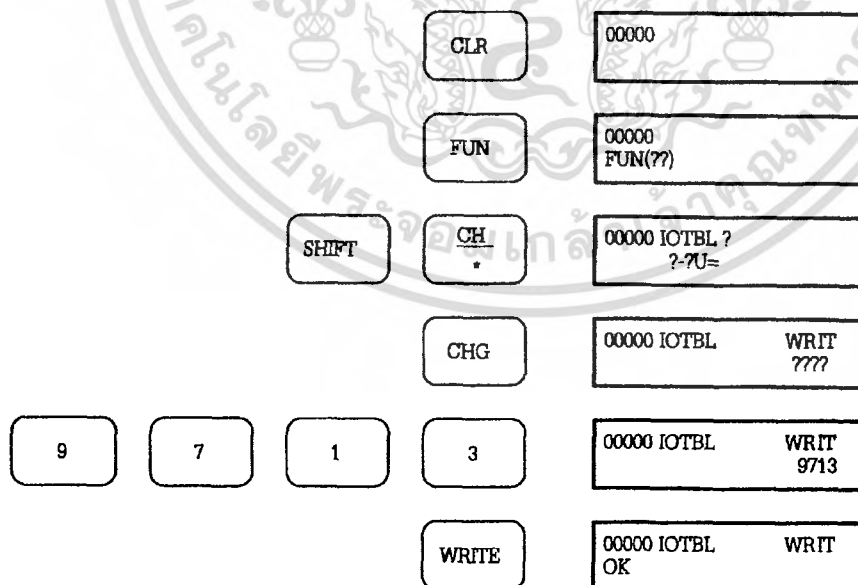 CLR
00000
FUN
00000
FUN(??)
SHIFT
CH
*
00000 IOTBL ?
?-?U=
CHG
00000 IOTBL WRIT
????
9 7 1 3
00000 IOTBL WRIT
9713
WRITE
00000 IOTBL WRIT
OK